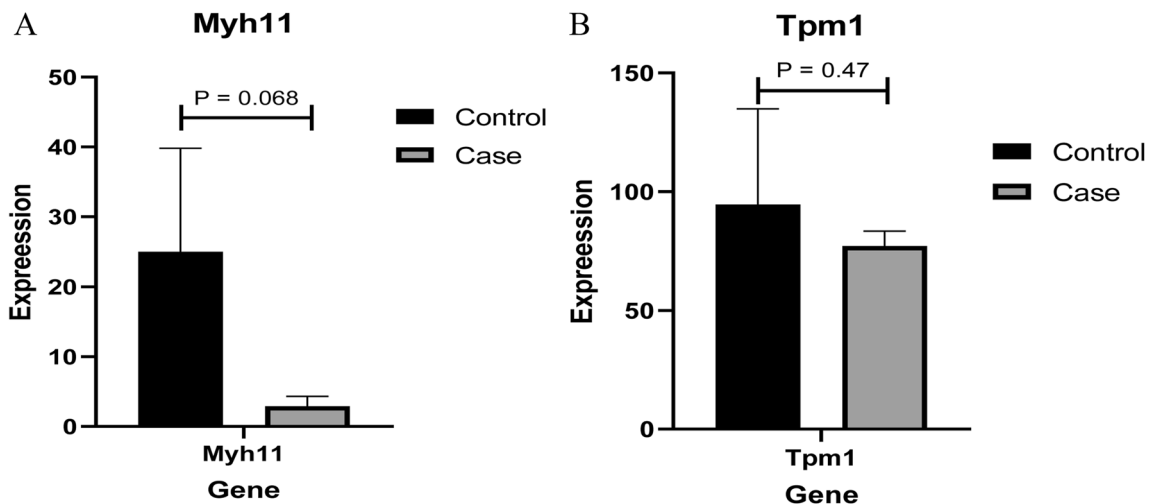 A
Myh11
50
40
30
20
10
0
Expreession
P = 0.068
Control
Case
Myh11
Gene
B
Tpm1
150
100
50
0
Expreession
P = 0.47
Control
Case
Tpm1
Gene